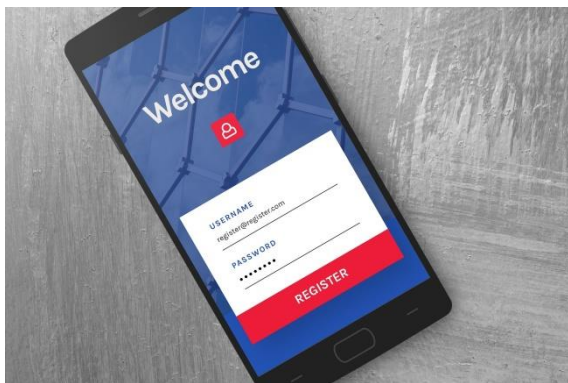 Welcome
USERNAME
register@register.com
PASSWORD
••••••••
REGISTER